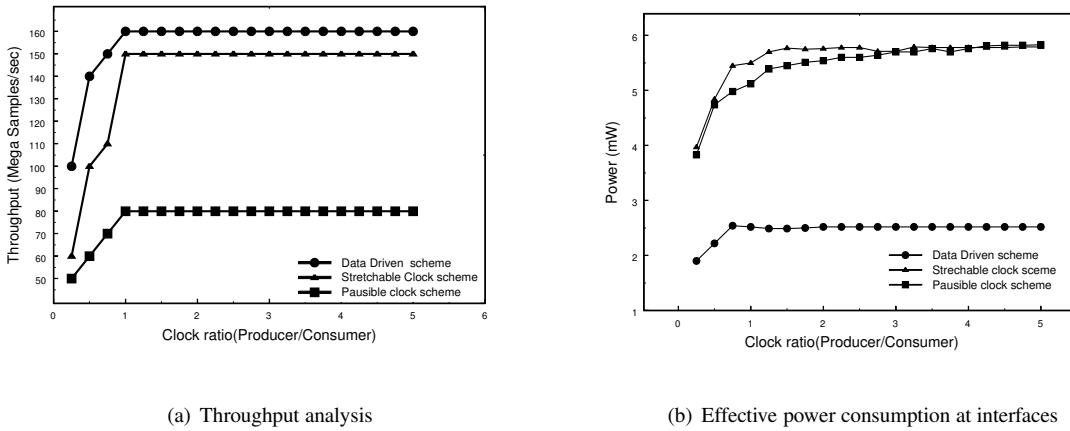 Throughput (Mega Samples/sec)
160
150
140
130
120
110
100
90
80
70
60
50
0
1
2
3
4
5
6
Clock ratio(Producer/Consumer)
Data Driven scheme
Stretchable Clock scheme
Pausible clock scheme
(a) Throughput analysis
Power (mW)
6
5
4
3
2
1
0
1
2
3
4
5
Clock ratio(Producer/Consumer)
Data Driven scheme
Strechable clock sceme
Pausible clock scheme
(b) Effective power consumption at interfaces